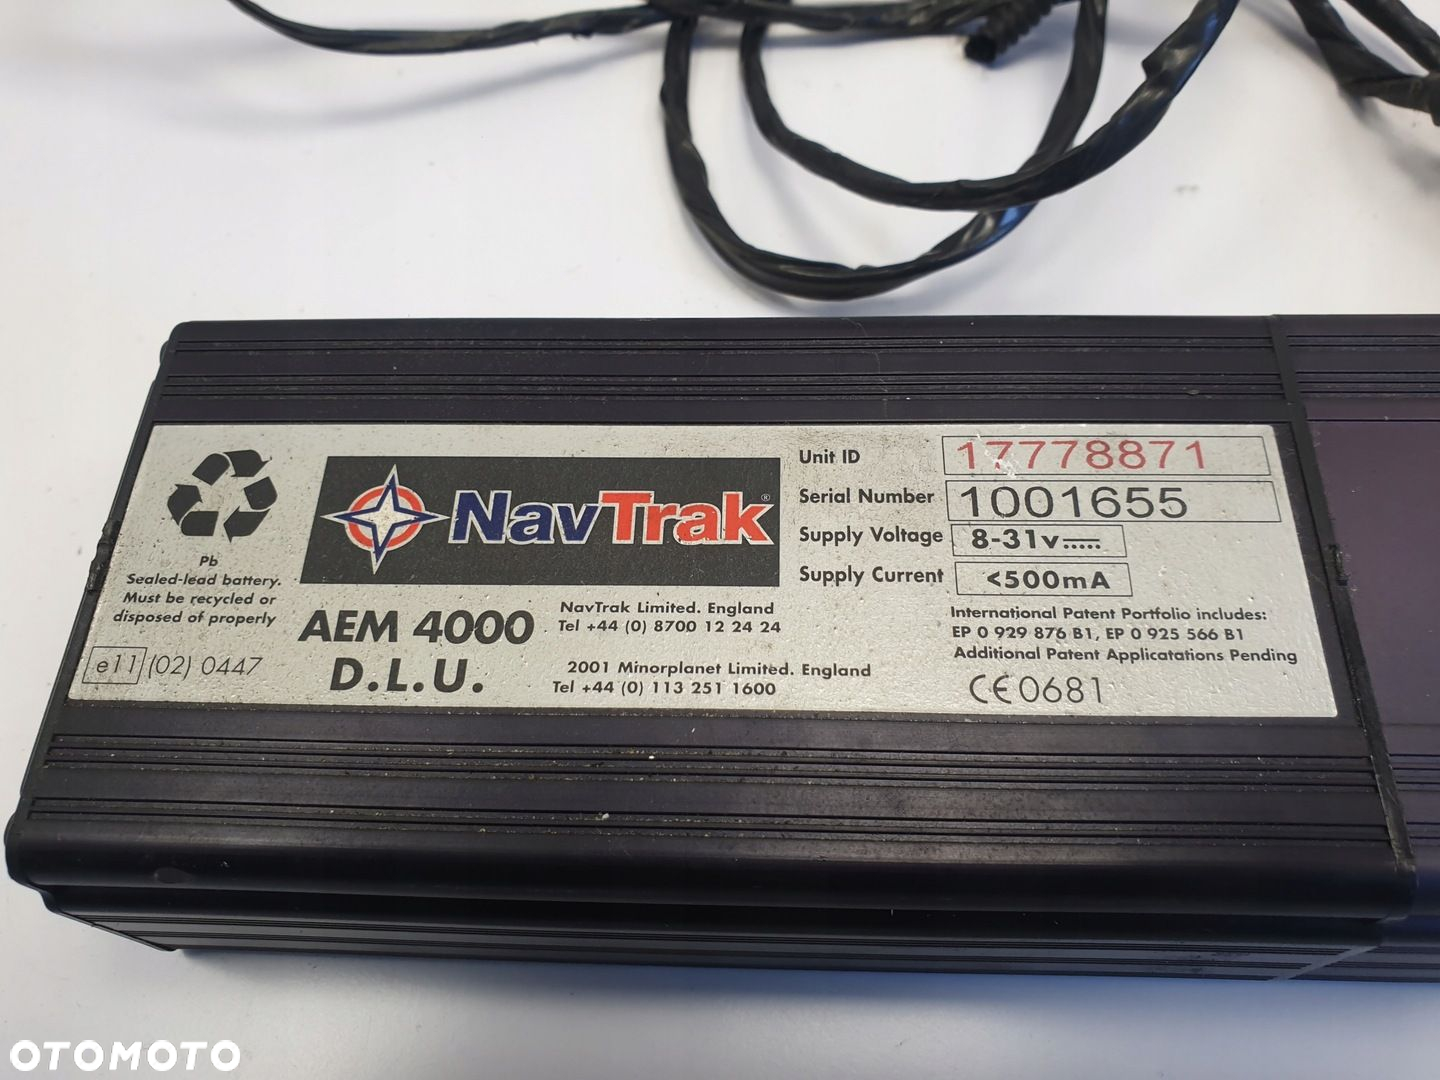 Pb
Sealed-lead battery.
Must be recycled or
disposed of properly
e11 (02) 0447
NavTrak®
AEM 4000
D.L.U.
NavTrak Limited. England
Tel +44 (0) 8700 12 24 24
2001 Minorplanet Limited. England
Tel +44 (0) 113 251 1600
Unit ID 17778871
Serial Number 1001655
Supply Voltage 8-31v
Supply Current <500mA
International Patent Portfolio includes:
EP 0 929 876 B1, EP 0 925 566 B1
Additional Patent Applicatations Pending
CE 0681
OTOMOTO